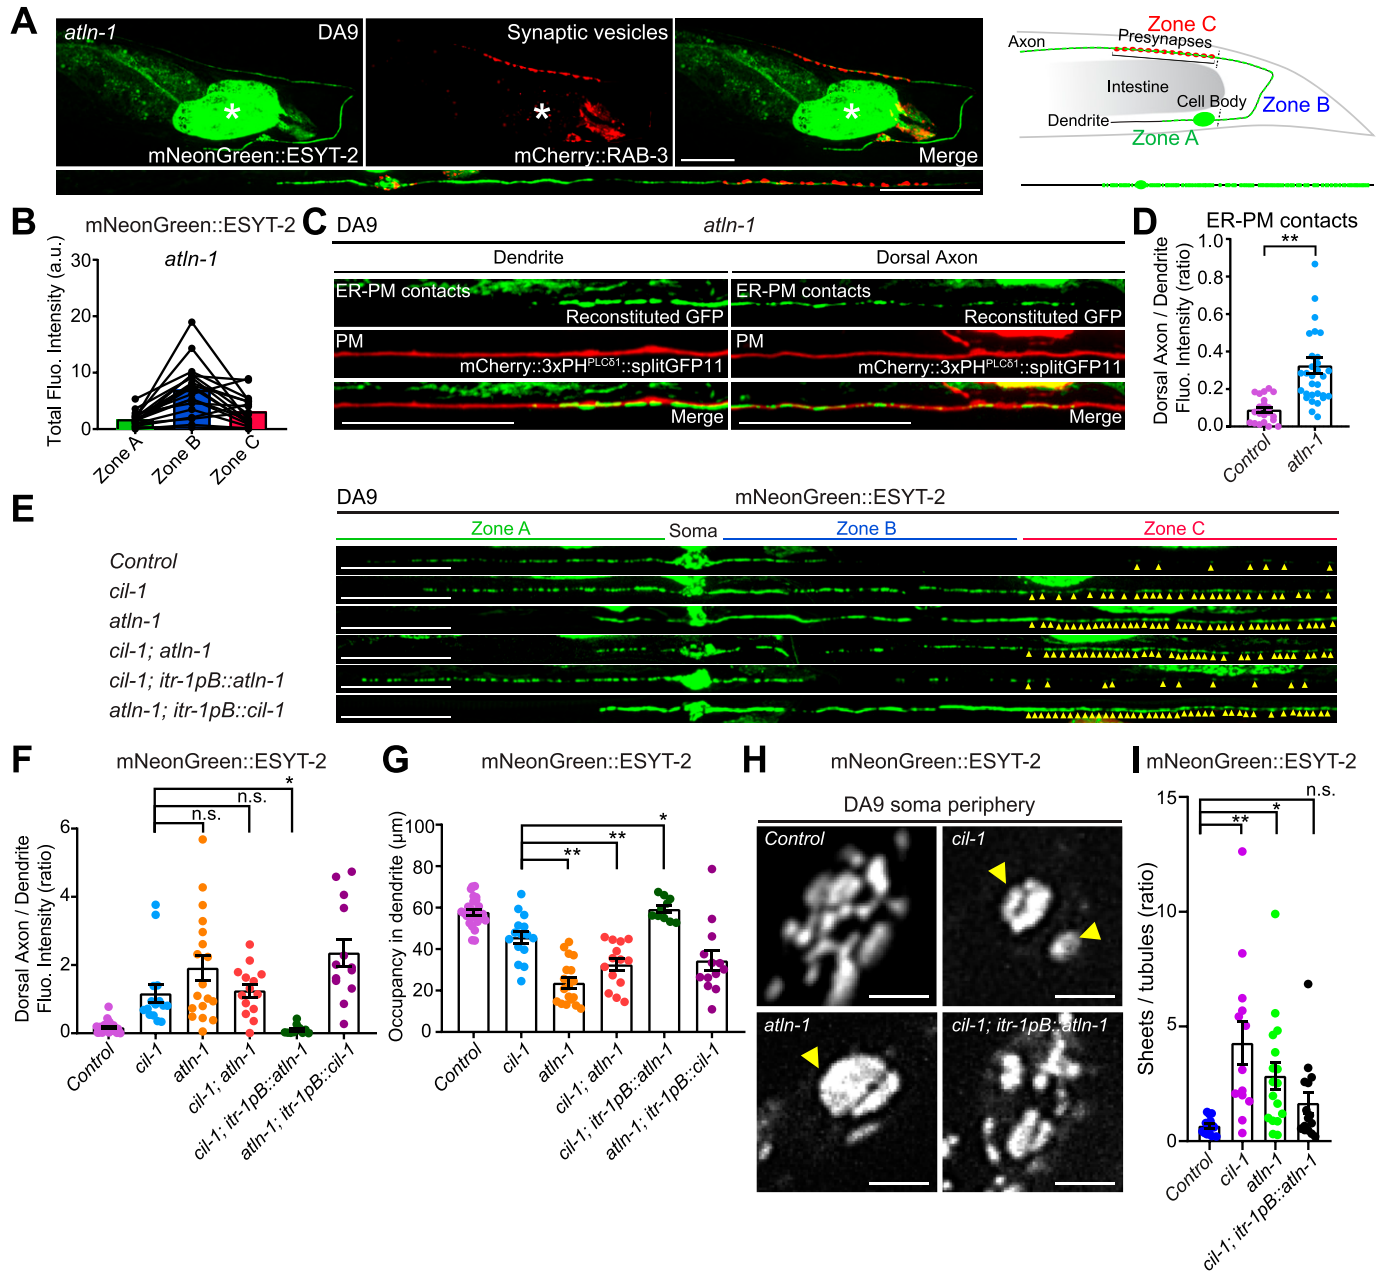 A
atln-1
DA9
Synaptic vesicles
mNeonGreen::ESYT-2
mCherry::RAB-3
Merge
Zone C
Axon
Presynapses
Intestine
Cell Body
Zone B
Dendrite
Zone A
B
mNeonGreen::ESYT-2
atln-1
Total Fluo. Intensity (a.u.)
30
20
10
0
Zone A
Zone B
Zone C
C
DA9
atln-1
Dendrite
Dorsal Axon
ER-PM contacts
Reconstituted GFP
ER-PM contacts
Reconstituted GFP
PM
mCherry::3xPHPLCδ1::splitGFP11
PM
mCherry::3xPHPLCδ1::splitGFP11
Merge
Merge
D
ER-PM contacts
**
Dorsal Axon / Dendrite
Fluo. Intensity (ratio)
1.0
0.8
0.6
0.4
0.2
0.0
Control
atln-1
E
DA9
mNeonGreen::ESYT-2
Zone A
Soma
Zone B
Zone C
Control
cil-1
atln-1
cil-1; atln-1
cil-1; itr-1pB::atln-1
atln-1; itr-1pB::cil-1
F
mNeonGreen::ESYT-2
*
n.s.
n.s.
Dorsal Axon / Dendrite
Fluo. Intensity (ratio)
6
4
2
0
Control
cil-1
atln-1
cil-1; atln-1
cil-1; itr-1pB::atln-1
atln-1; itr-1pB::cil-1
G
mNeonGreen::ESYT-2
*
**
**
Occupancy in dendrite (μm)
100
80
60
40
20
0
Control
cil-1
atln-1
cil-1; atln-1
cil-1; itr-1pB::atln-1
atln-1; itr-1pB::cil-1
H
mNeonGreen::ESYT-2
DA9 soma periphery
Control
cil-1
atln-1
cil-1; itr-1pB::atln-1
I
mNeonGreen::ESYT-2
n.s.
*
**
Sheets / tubules (ratio)
15
10
5
0
Control
cil-1
atln-1
cil-1; itr-1pB::atln-1